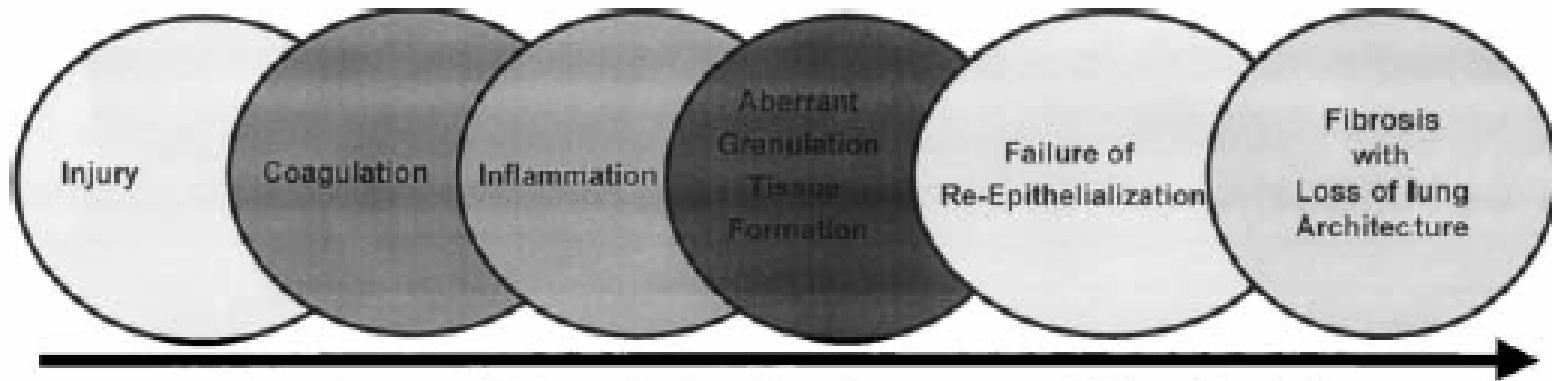 Injury
Coagulation
Inflammation
Aberrant
Granulation
Tissue
Formation
Failure of
Re-Epithelialization
Fibrosis
with
Loss of lung
Architecture